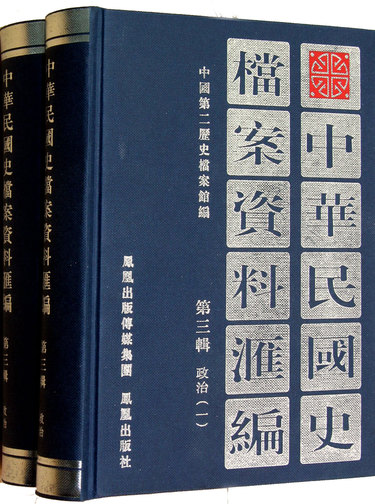 中華民國史
檔案資料滙編
中國第二歷史檔案館編
第三輯 政治(一)
鳳凰出版傳媒集團 鳳凰出版社
中華民國史檔案資料滙編 第三輯 政治
中華民國史檔案資料滙編 第三輯 政治